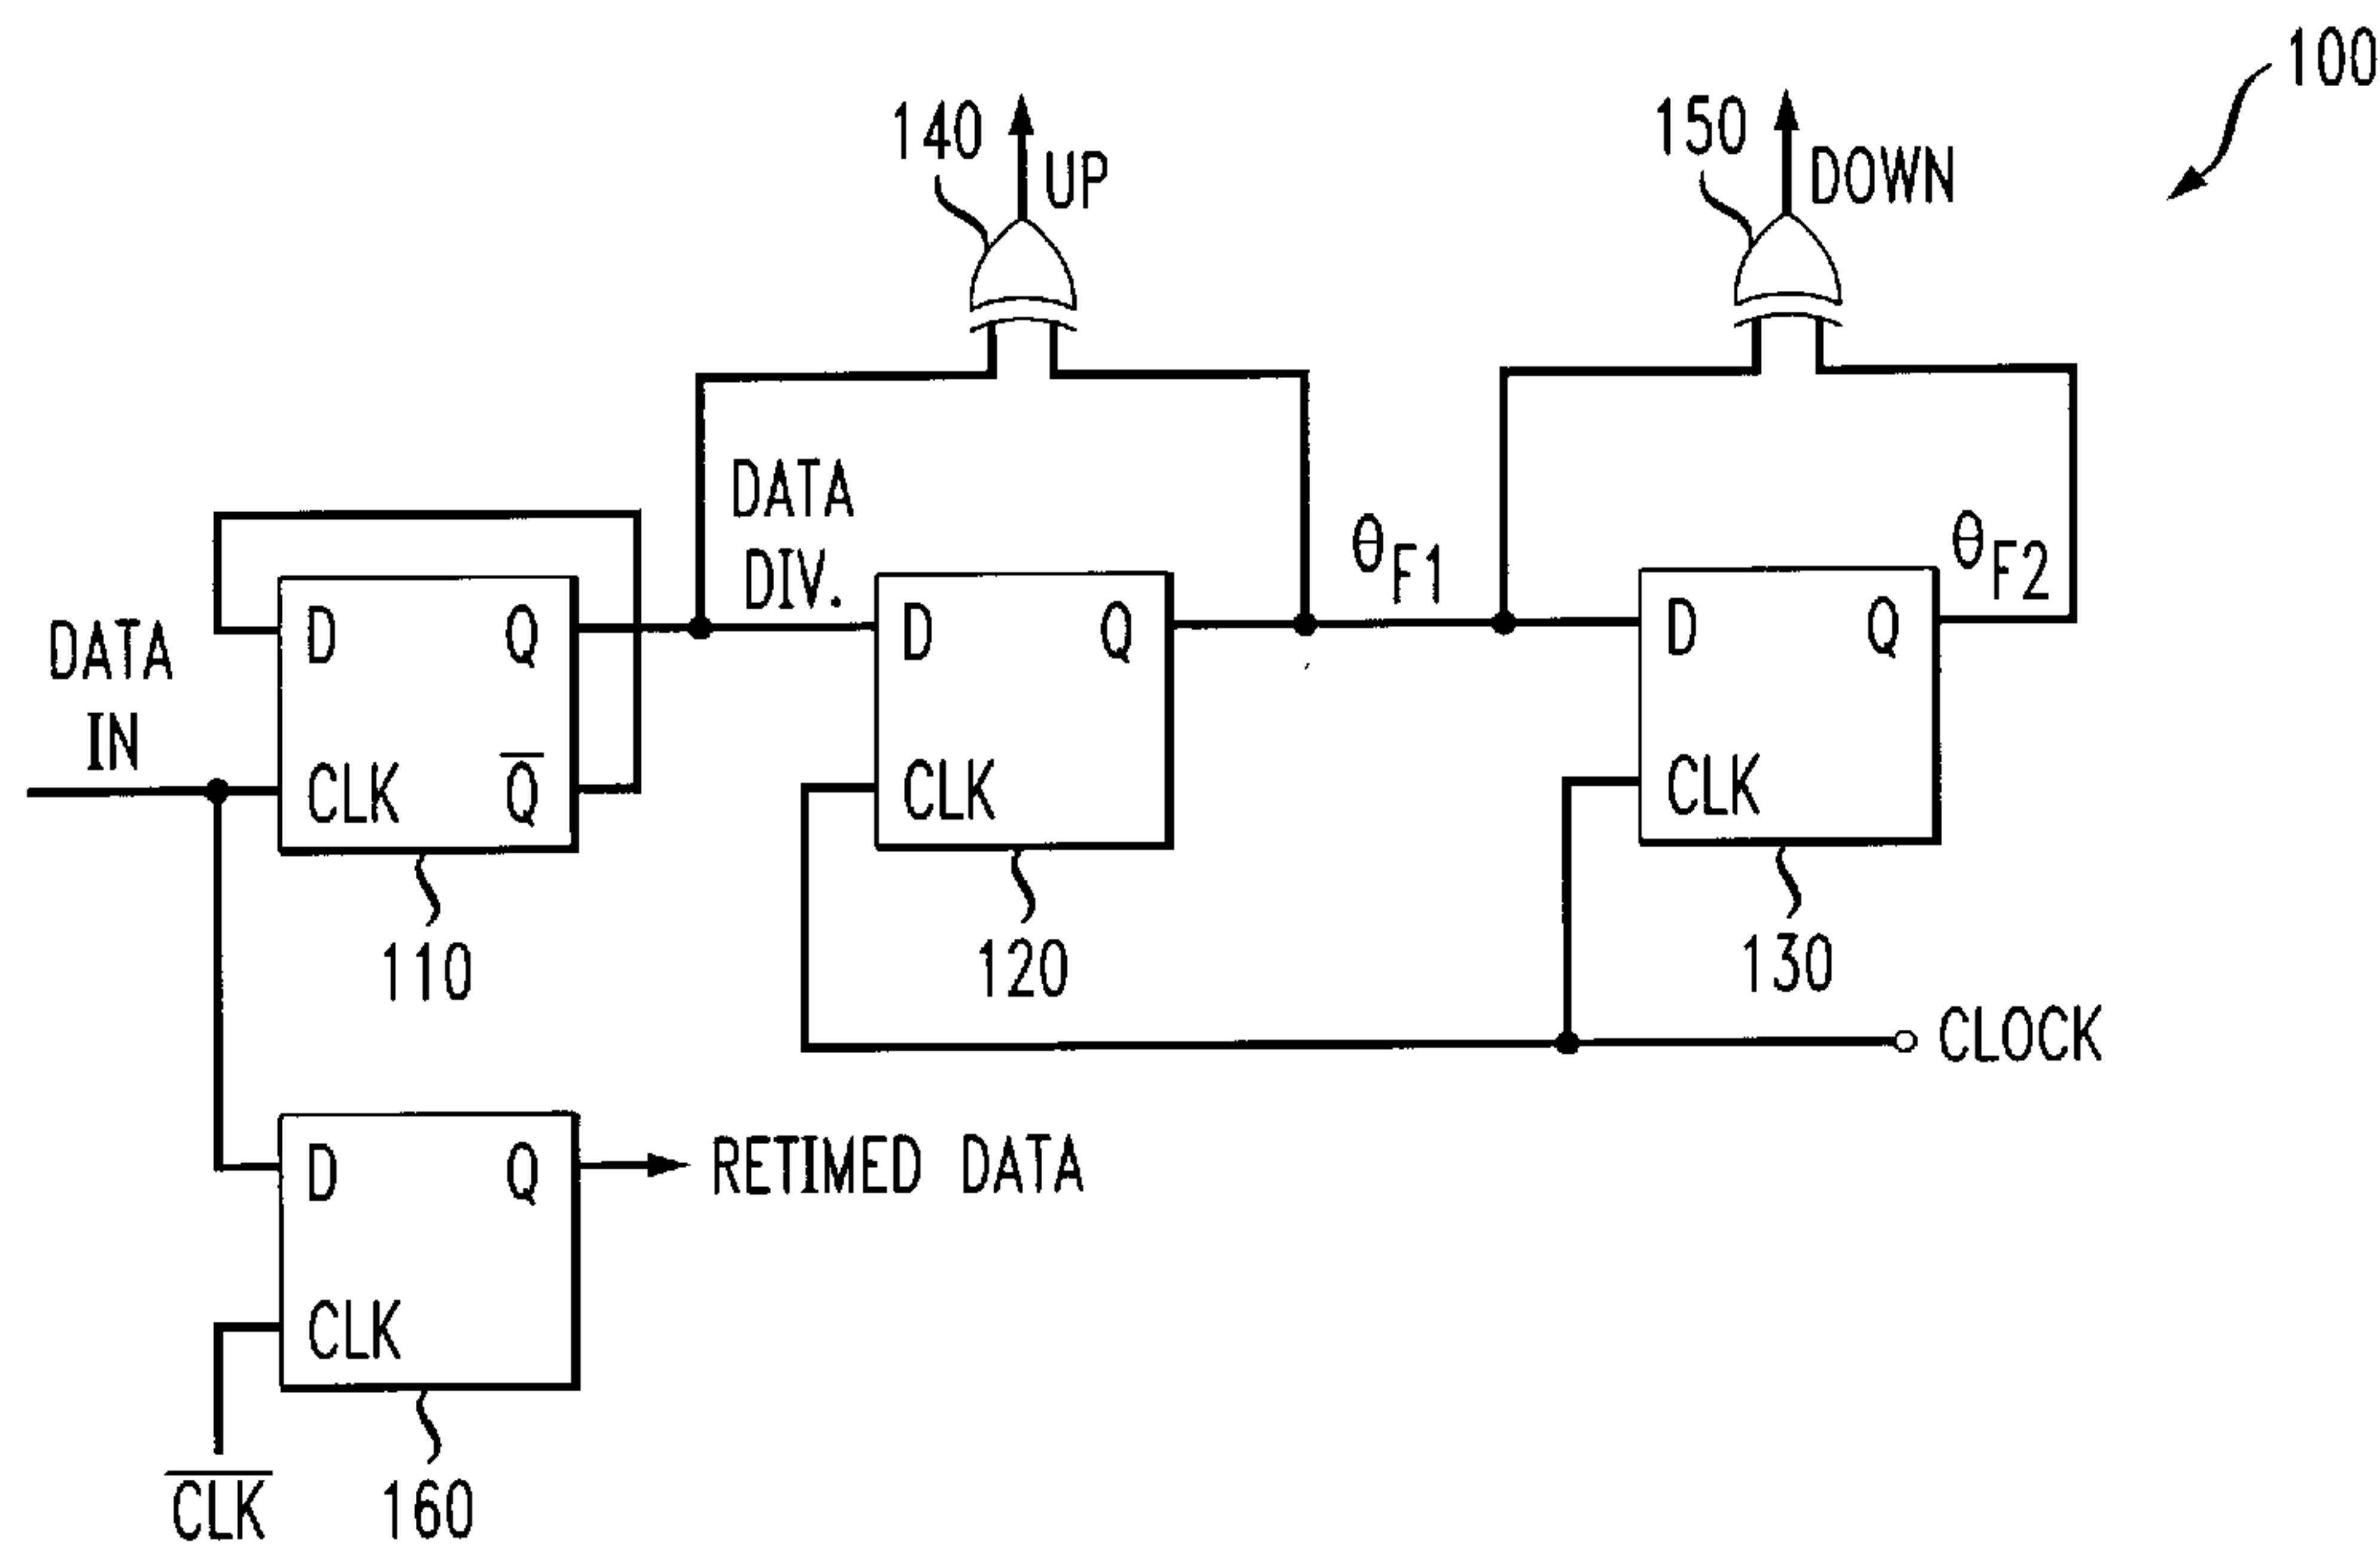 100
140
UP
150
DOWN
DATA
DIV.
θF1
θF2
DATA
IN
D
Q
CLK
Q̅
110
D
Q
CLK
120
D
Q
CLK
130
CLOCK
D
Q
CLK
160
RETIMED DATA
C̅L̅K̅